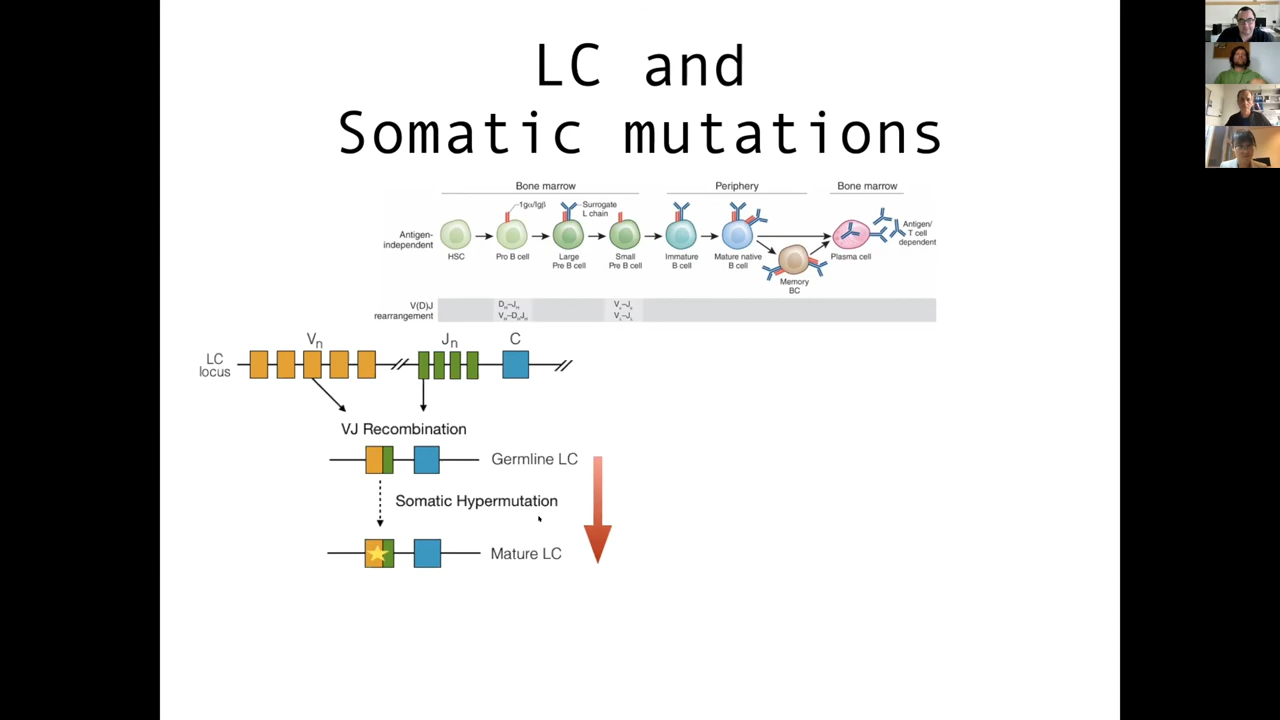 LC and
Somatic mutations
Bone marrow
Periphery
Bone marrow
1gα/Igβ
Surrogate
L chain
Antigen-
independent
Antigen/
T cell
dependent
HSC
Pro B cell
Large
Pre B cell
Small
Pre B cell
Immature
B cell
Mature native
B cell
Memory
BC
Plasma cell
V(D)J
rearrangement
Vn
Jn
C
LC
locus
VJ Recombination
Germline LC
Somatic Hypermutation
Mature LC